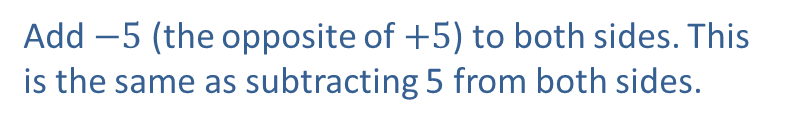 Add −5 (the opposite of +5) to both sides. This
is the same as subtracting 5 from both sides.